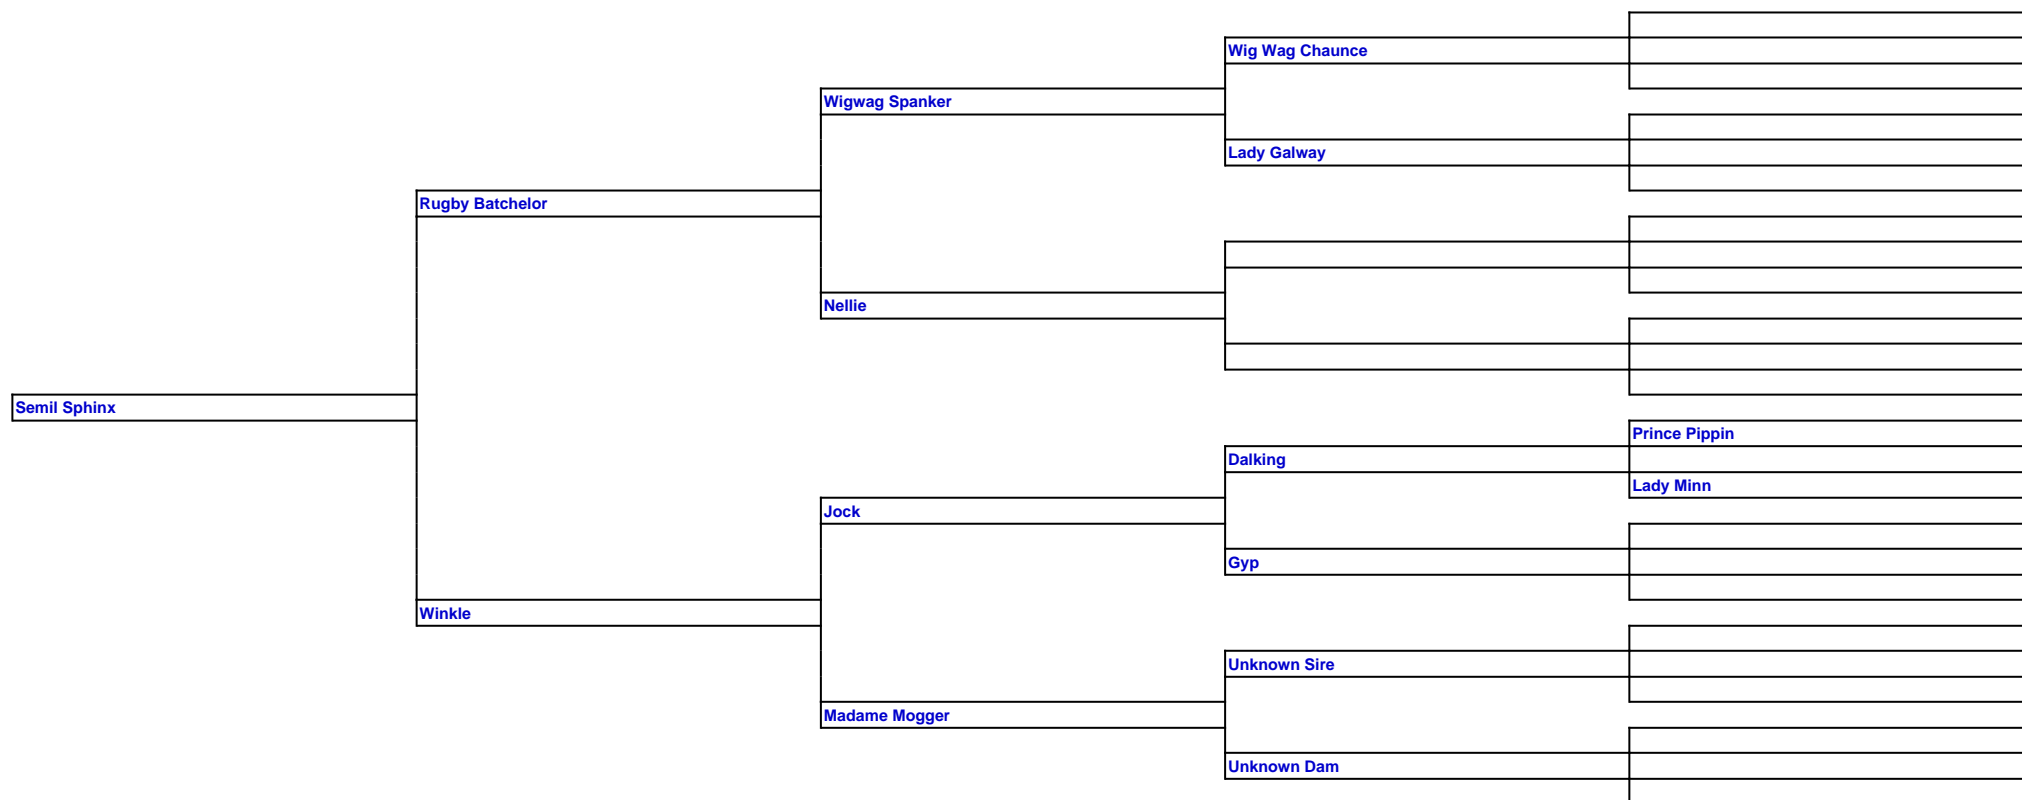 Wig Wag Chaunce
Wigwag Spanker
Lady Galway
Rugby Batchelor
Nellie
Semil Sphinx
Prince Pippin
Dalking
Lady Minn
Jock
Gyp
Winkle
Unknown Sire
Madame Mogger
Unknown Dam